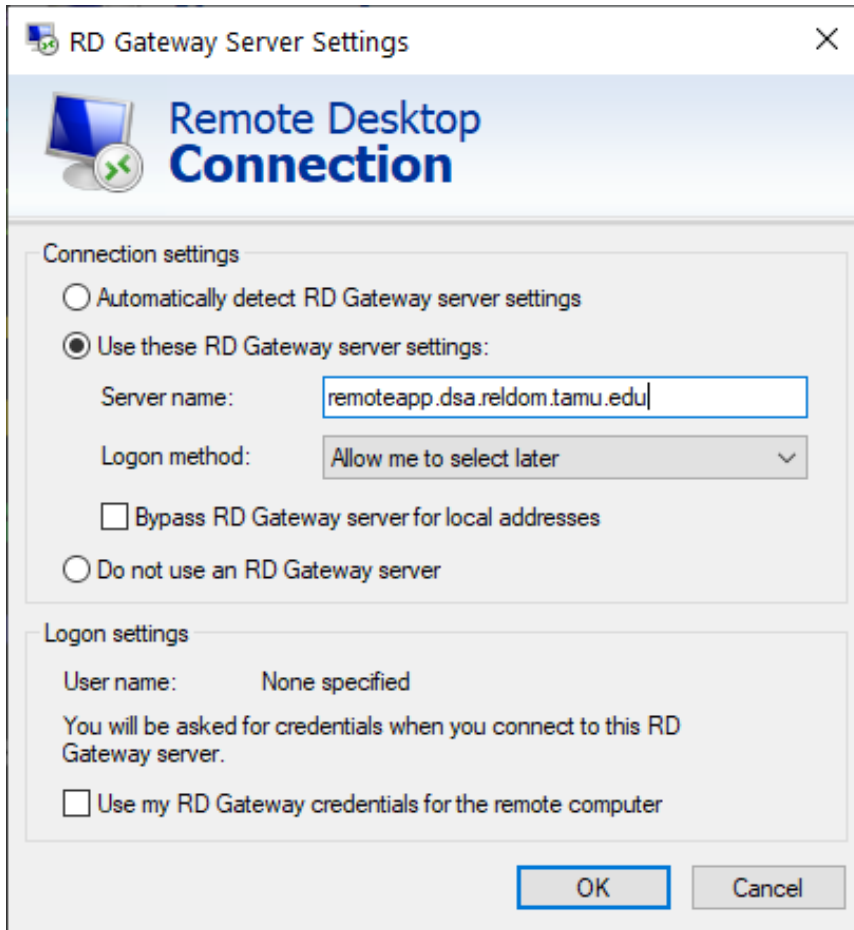 RD Gateway Server Settings
Remote Desktop
Connection
Connection settings
Automatically detect RD Gateway server settings
Use these RD Gateway server settings:
Server name: remoteapp.dsa.reldom.tamu.edu
Logon method: Allow me to select later
Bypass RD Gateway server for local addresses
Do not use an RD Gateway server
Logon settings
User name: None specified
You will be asked for credentials when you connect to this RD
Gateway server.
Use my RD Gateway credentials for the remote computer
OK Cancel